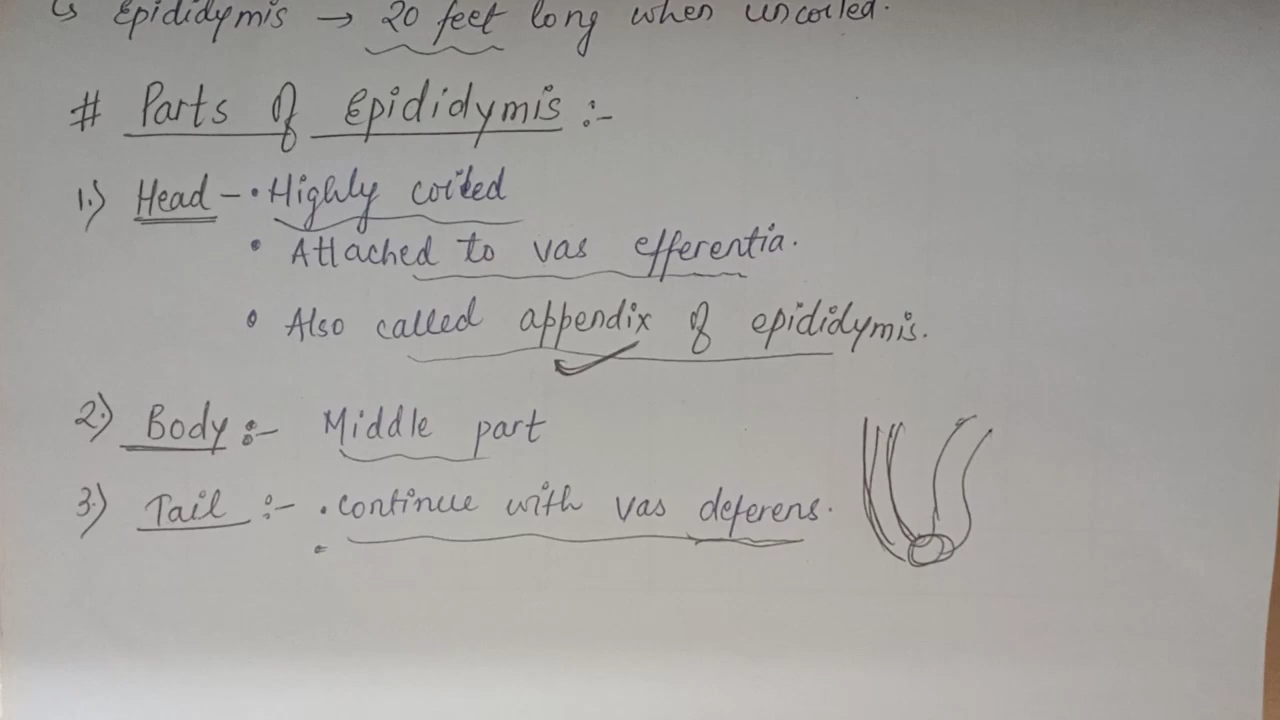 ↳ Epididymis → 20 feet long when uncoiled.
# Parts of Epididymis :-
1.) Head - • Highly coiled
• Attached to vas efferentia.
• Also called appendix of epididymis.
2.) Body :- Middle part
3.) Tail :- • continue with vas deferens.